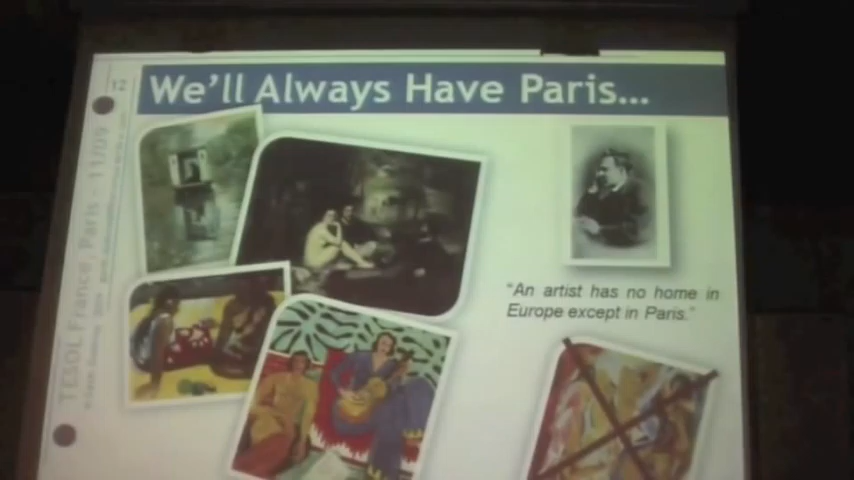 We'll Always Have Paris...
"An artist has no home in
Europe except in Paris."
TESOL France, Paris - 11/09